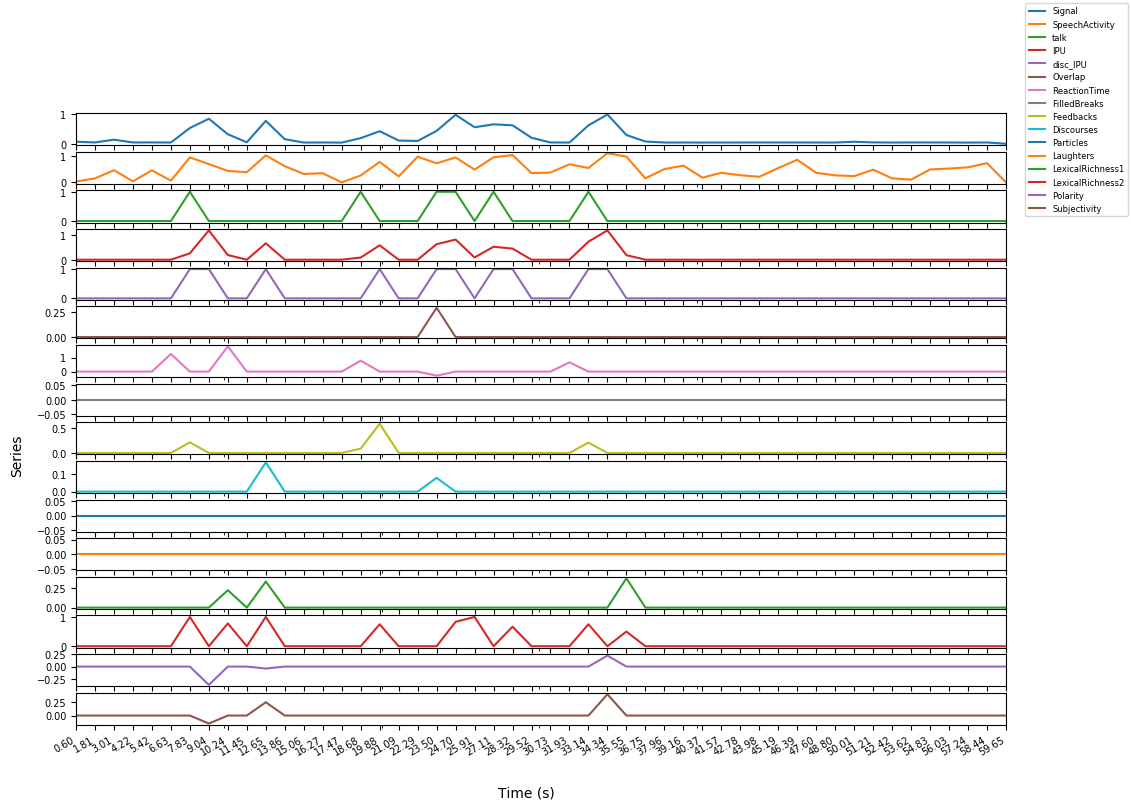 Signal
SpeechActivity
talk
IPU
disc_IPU
Overlap
ReactionTime
FilledBreaks
Feedbacks
Discourses
Particles
Laughters
LexicalRichness1
LexicalRichness2
Polarity
Subjectivity
1
0
1
0
1
0
1
0
1
0
0.25
0.00
1
0
0.05
0.00
−0.05
0.5
0.0
0.1
0.0
0.05
0.00
−0.05
0.05
0.00
−0.05
0.25
0.00
1
0
0.25
0.00
−0.25
0.25
0.00
Series
0.60 1.81 3.01 4.22 5.42 6.63 7.83 9.04 10.24 11.45 12.65 13.86 15.06 16.27 17.47 18.68 19.88 21.09 22.29 23.50 24.70 25.91 27.11 28.32 29.52 30.73 31.93 33.14 34.34 35.55 36.75 37.96 39.16 40.37 41.57 42.78 43.98 45.19 46.39 47.60 48.80 50.01 51.21 52.42 53.62 54.83 56.03 57.24 58.44 59.65
Time (s)